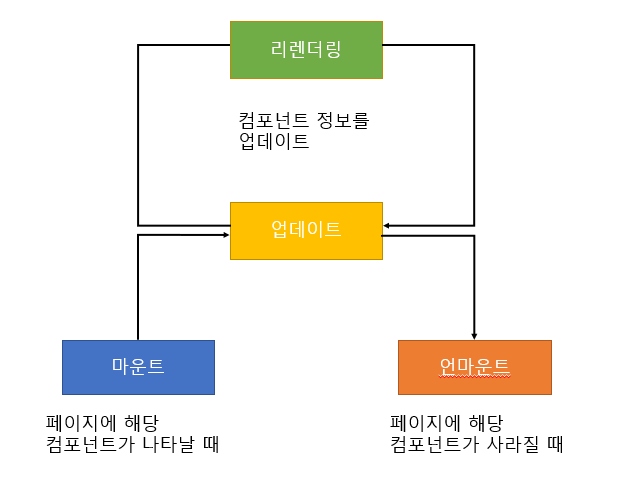 리렌더링
컴포넌트 정보를
업데이트
업데이트
마운트
언마운트
페이지에 해당
컴포넌트가 나타날 때
페이지에 해당
컴포넌트가 사라질 때